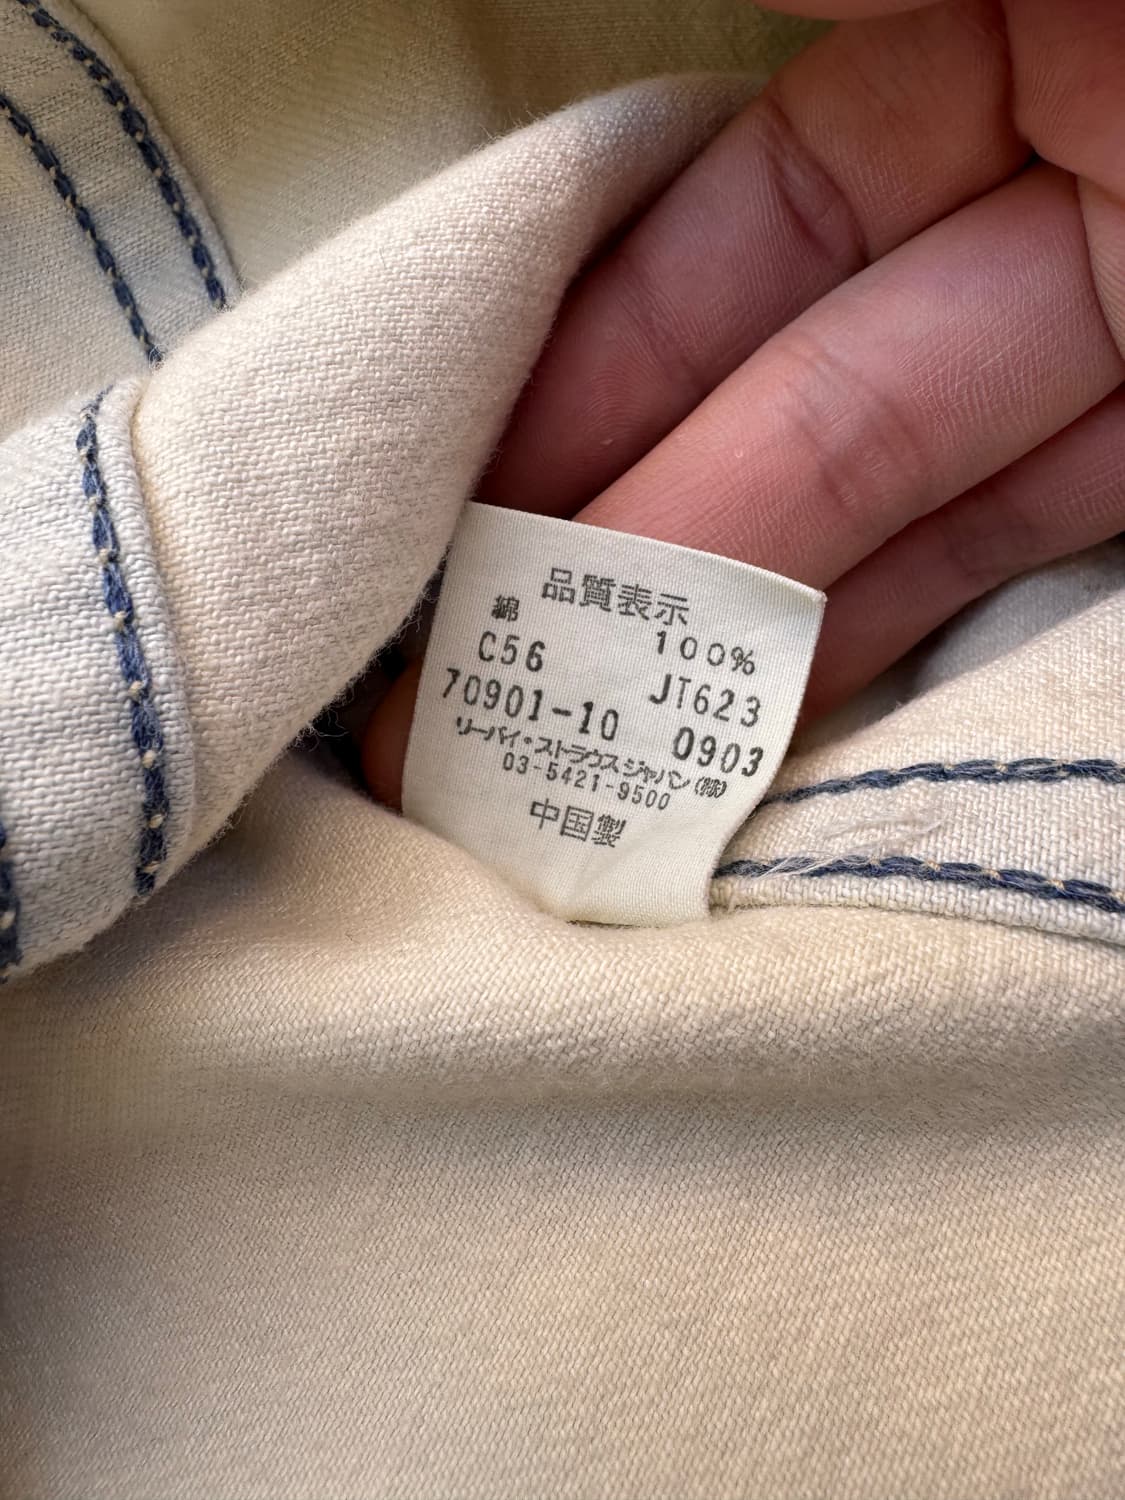 品質表示
綿 100%
C56 JT623
70901-10 0903
リーバイ・ストラウスジャパン(株)
03-5421-9500
中国製